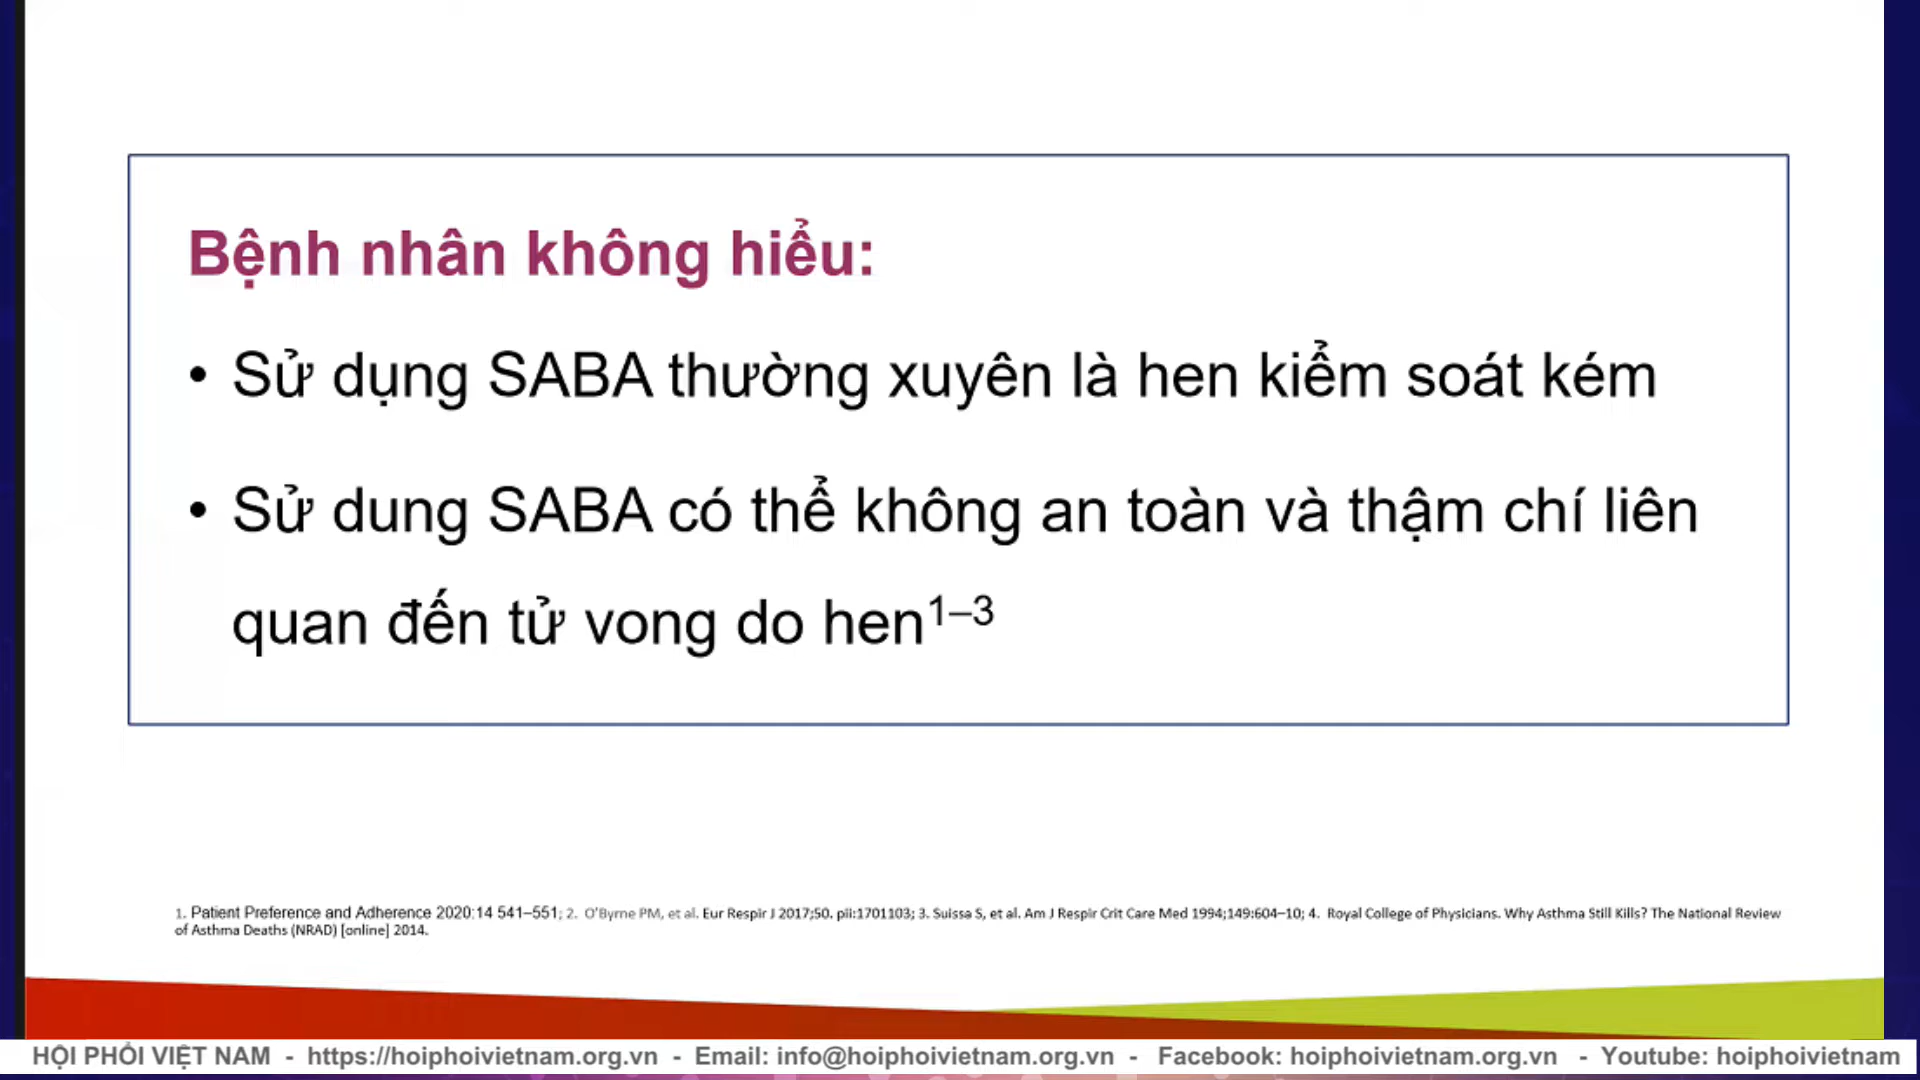 Bệnh nhân không hiểu:
• Sử dụng SABA thường xuyên là hen kiểm soát kém
• Sử dung SABA có thể không an toàn và thậm chí liên
quan đến tử vong do hen¹⁻³
1. Patient Preference and Adherence 2020:14 541–551; 2. O'Byrne PM, et al. Eur Respir J 2017;50. pii:1701103; 3. Suissa S, et al. Am J Respir Crit Care Med 1994;149:604–10; 4. Royal College of Physicians. Why Asthma Still Kills? The National Review
of Asthma Deaths (NRAD) [online] 2014.
HỘI PHỔI VIỆT NAM - https://hoiphoivietnam.org.vn - Email: info@hoiphoivietnam.org.vn - Facebook: hoiphoivietnam.org.vn - Youtube: hoiphoivietnam